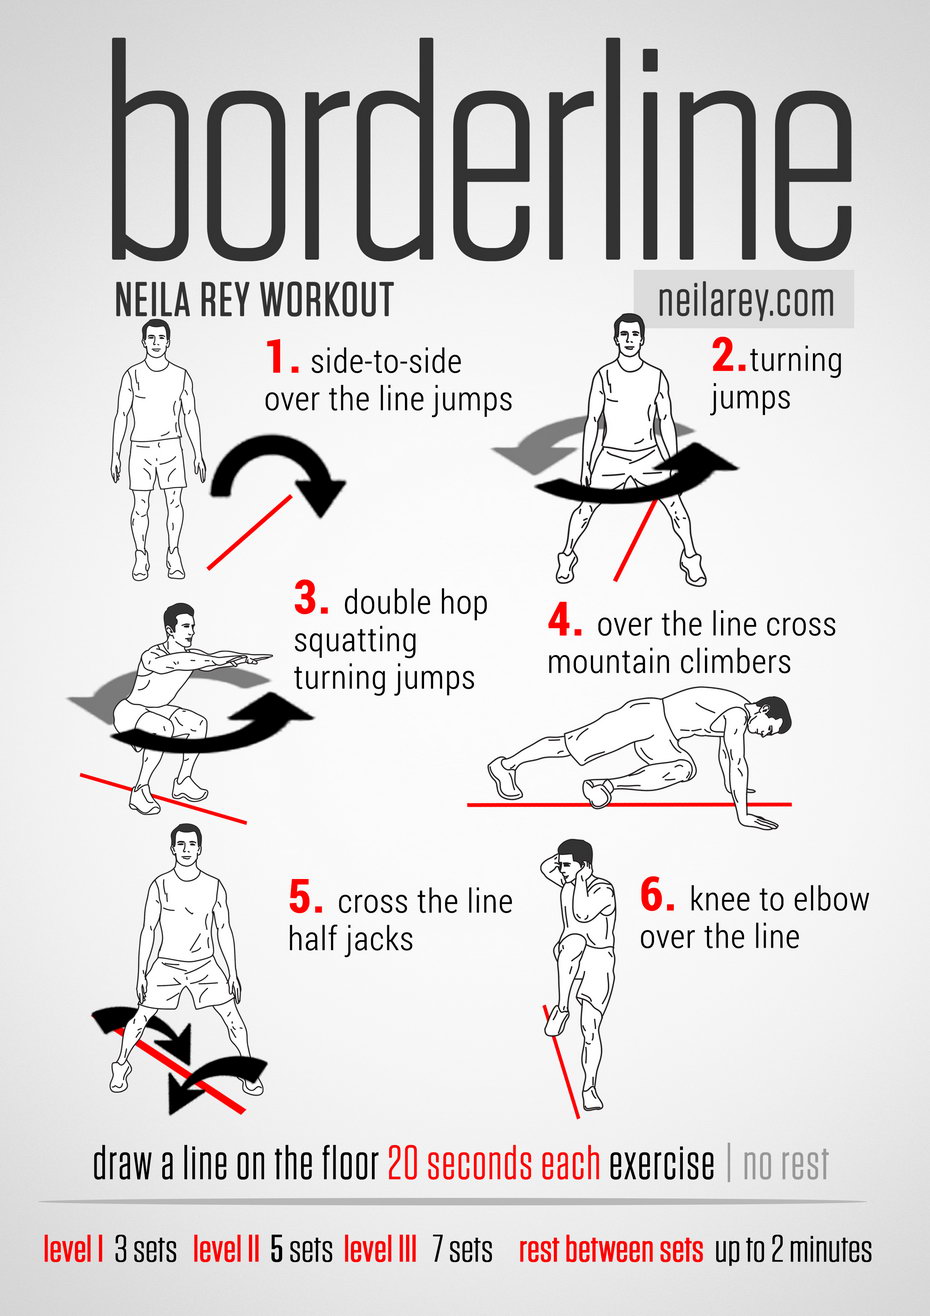 borderline
NEILA REY WORKOUT
neilarey.com
1. side-to-side
over the line jumps
2.turning
jumps
3. double hop
squatting
turning jumps
4. over the line cross
mountain climbers
5. cross the line
half jacks
6. knee to elbow
over the line
draw a line on the floor 20 seconds each exercise | no rest
level I 3 sets level II 5 sets level III 7 sets rest between sets up to 2 minutes